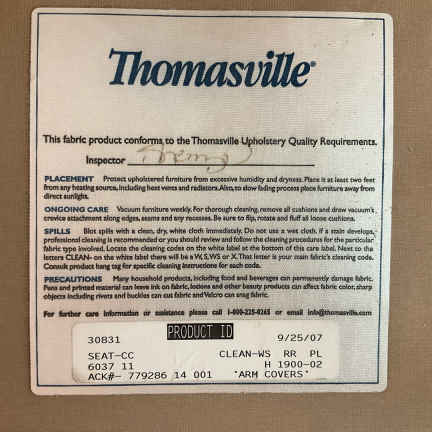 Thomasville®
This fabric product conforms to the Thomasville Upholstery Quality Requirements.
Inspector
PLACEMENT Protect upholstered furniture from excessive humidity and dryness. Place it at least two feet
from any heating source, including heat vents and radiators. Also, to slow fading process place furniture away from
direct sunlight.
ONGOING CARE Vacuum furniture weekly. For thorough cleaning, remove all cushions and draw vacuum's
crevice attachment along edges, seams and any recesses. Be sure to flip, rotate and fluff all loose cushions.
SPILLS Blot spills with a clean, dry, white cloth immediately. Do not use a wet cloth. If a stain develops,
professional cleaning is recommended or you should review and follow the cleaning procedures for the particular
fabric type involved. Locate the cleaning codes on the white label at the bottom of this care label. Next to the
letters CLEAN- on the white label there will be a W, S, WS or X. That letter is your main fabric's cleaning code.
Consult product hang tag for specific cleaning instructions for each code.
PRECAUTIONS Many household products, including food and beverages can permanently damage fabric.
Pens and printed material can leave ink on fabric, lotions and other beauty products can affect fabric color, sharp
objects including rivets and buckles can cut fabric and Velcro can snag fabric.
For further care information or assistance please call 1-800-225-0265 or email info@thomasville.com
30831 PRODUCT ID 9/25/07
SEAT-CC CLEAN-WS RR PL
6037 11 H 1900-02
ACK#- 779286 14 001 *ARM COVERS*